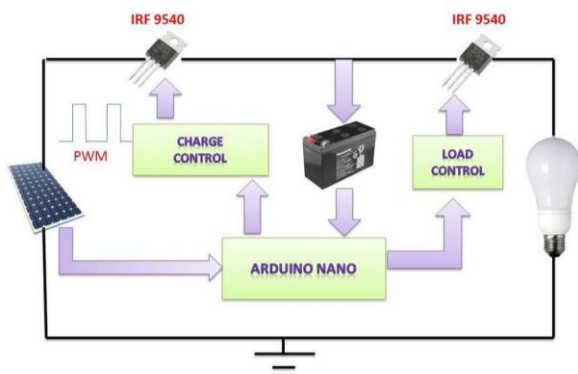 IRF 9540
IRF 9540
PWM
CHARGE
CONTROL
LOAD
CONTROL
ARDUINO NANO